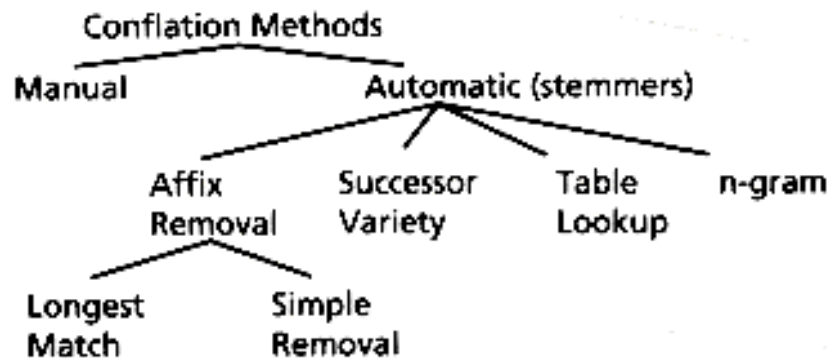 Conflation Methods
Manual
Automatic (stemmers)
Affix
Removal
Successor
Variety
Table
Lookup
n-gram
Longest
Match
Simple
Removal